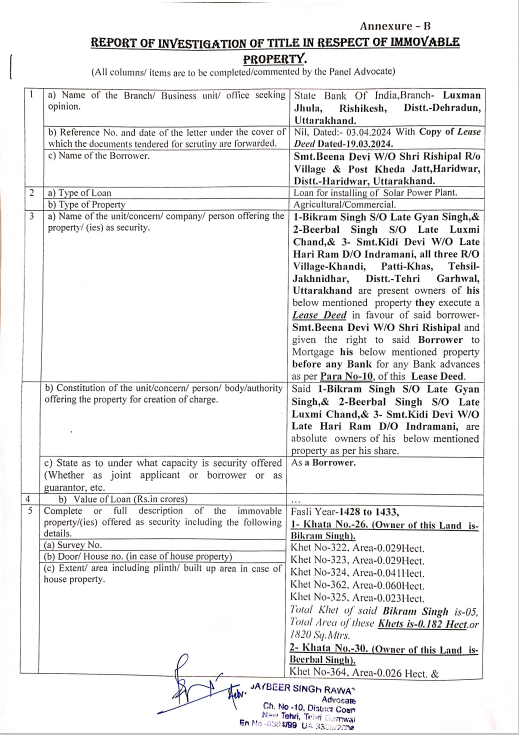 Annexure – B
REPORT OF INVESTIGATION OF TITLE IN RESPECT OF IMMOVABLE
PROPERTY.
(All columns/ items are to be completed/commented by the Panel Advocate)
1
a) Name of the Branch/ Business unit/ office seeking
opinion.
State Bank Of India,Branch- Luxman
Jhula, Rishikesh, Distt.-Dehradun,
Uttarakhand.
b) Reference No. and date of the letter under the cover of
which the documents tendered for scrutiny are forwarded.
Nil, Dated:- 03.04.2024 With Copy of Lease
Deed Dated-19.03.2024.
c) Name of the Borrower.
Smt.Beena Devi W/O Shri Rishipal R/o
Village & Post Kheda Jatt,Haridwar,
Distt.-Haridwar, Uttarakhand.
2
a) Type of Loan
Loan for installing of Solar Power Plant.
b) Type of Property
Agricultural/Commercial.
3
a) Name of the unit/concern/ company/ person offering the
property/ (ies) as security.
1-Bikram Singh S/O Late Gyan Singh,&
2-Beerbal Singh S/O Late Luxmi
Chand,& 3- Smt.Kidi Devi W/O Late
Hari Ram D/O Indramani, all three R/O
Village-Khandi, Patti-Khas, Tehsil-
Jakhnidhar, Distt.-Tehri Garhwal,
Uttarakhand are present owners of his
below mentioned property they execute a
Lease Deed in favour of said borrower-
Smt.Beena Devi W/O Shri Rishipal and
given the right to said Borrower to
Mortgage his below mentioned property
before any Bank for any Bank advances
as per Para No-10, of this Lease Deed.
b) Constitution of the unit/concern/ person/ body/authority
offering the property for creation of charge.
Said 1-Bikram Singh S/O Late Gyan
Singh,& 2-Beerbal Singh S/O Late
Luxmi Chand,& 3- Smt.Kidi Devi W/O
Late Hari Ram D/O Indramani, are
absolute owners of his below mentioned
property as per his share.
c) State as to under what capacity is security offered
(Whether as joint applicant or borrower or as
guarantor, etc.
As a Borrower.
4
b) Value of Loan (Rs.in crores)
...
5
Complete or full description of the immovable
property/(ies) offered as security including the following
details.
(a) Survey No.
(b) Door/ House no. (in case of house property)
(c) Extent/ area including plinth/ built up area in case of
house property.
Fasli Year-1428 to 1433,
1- Khata No.-26. (Owner of this Land is-
Bikram Singh).
Khet No-322, Area-0.029Hect.
Khet No-323, Area-0.029Hect.
Khet No-324, Area-0.041Hect.
Khet No-362, Area-0.060Hect.
Khet No-325, Area-0.023Hect.
Total Khet of said Bikram Singh is-05,
Total Area of these Khets is-0.182 Hect.or
1820 Sq.Mtrs.
2- Khata No.-30. (Owner of this Land is-
Beerbal Singh).
Khet No-364, Area-0.026 Hect. &
JAYBEER SINGH RAWA
Advocate
Ch. No -10, District Cour
New Tehri, Tehri Garhwal